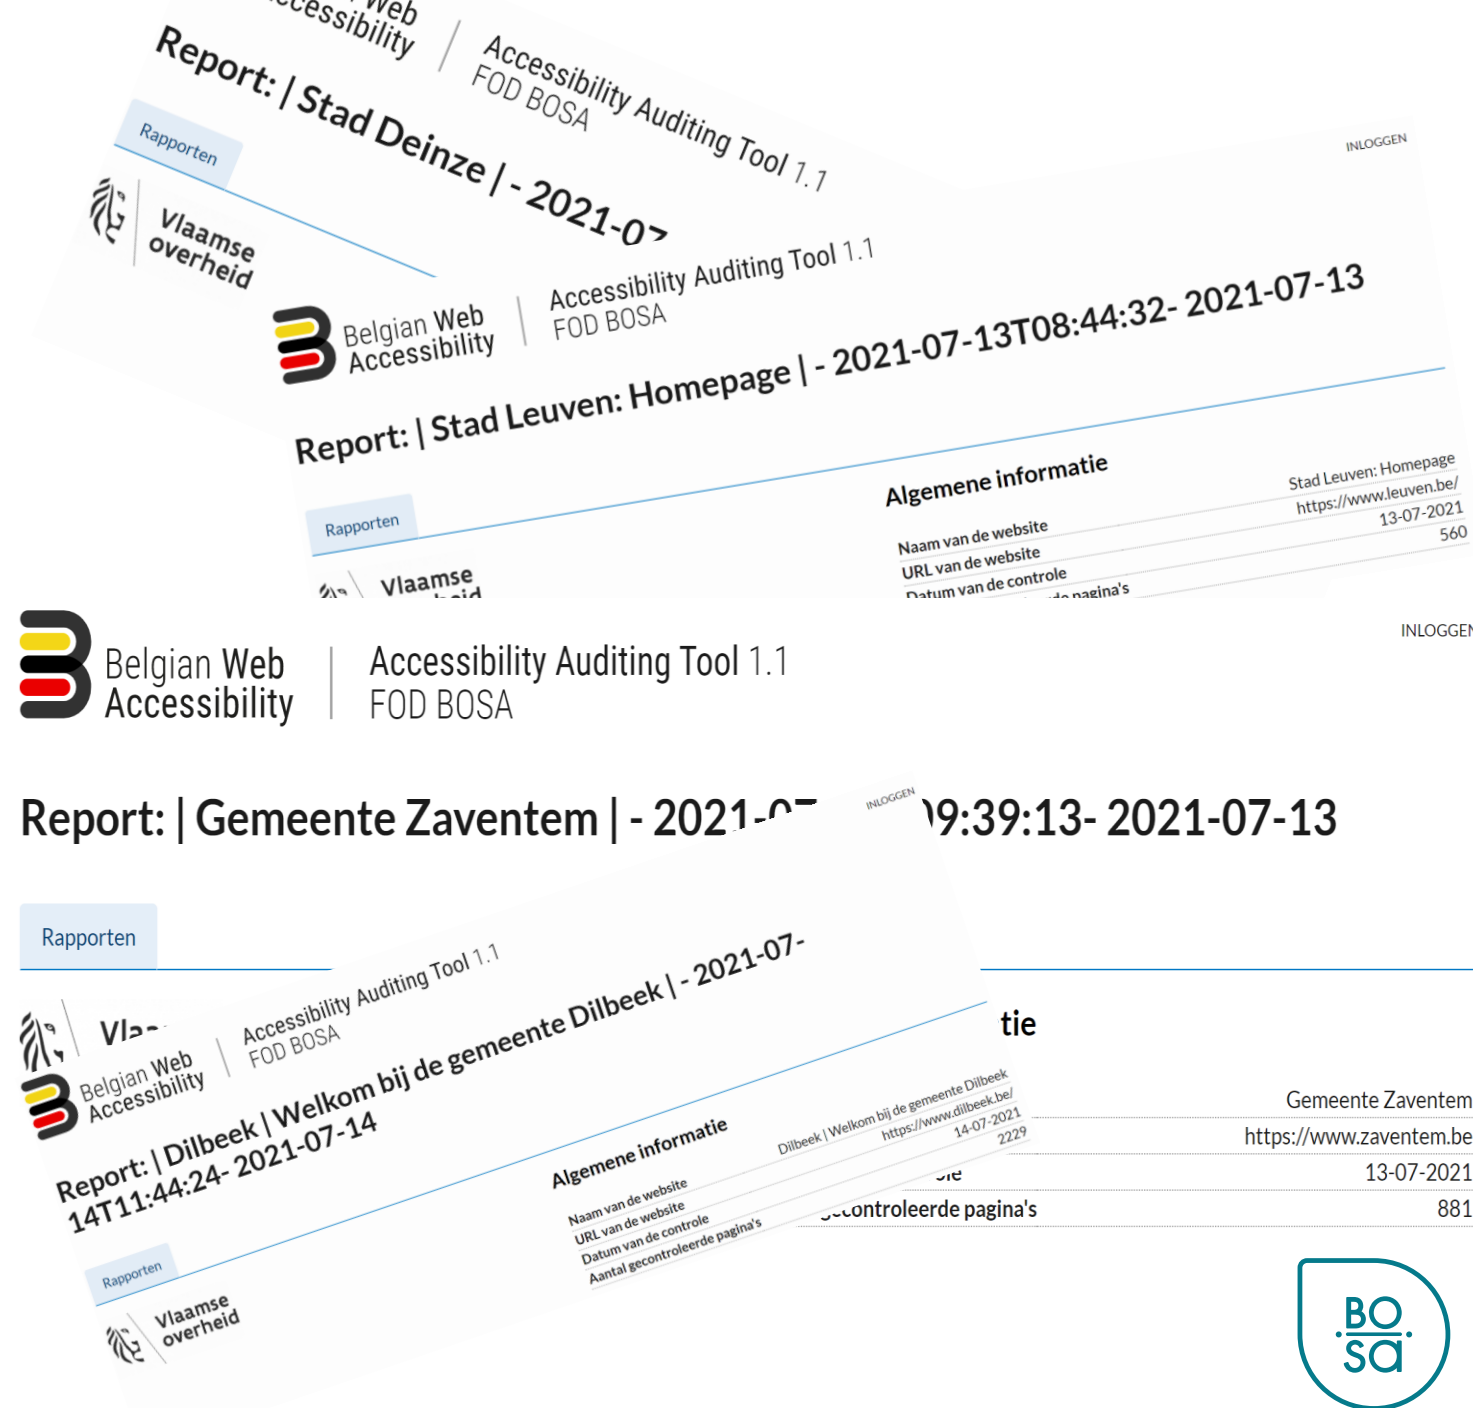 Web
Accessibility
Accessibility Auditing Tool 1.1
FOD BOSA
Report: | Stad Deinze | - 2021-07
Rapporten
Vlaamse
overheid
INLOGGEN
Belgian Web
Accessibility
Accessibility Auditing Tool 1.1
FOD BOSA
Report: | Stad Leuven: Homepage | - 2021-07-13T08:44:32- 2021-07-13
Rapporten
Vlaamse
Algemene informatie
Naam van de website Stad Leuven: Homepage
URL van de website https://www.leuven.be/
Datum van de controle 13-07-2021
pagina's 560
INLOGGEN
Belgian Web
Accessibility
Accessibility Auditing Tool 1.1
FOD BOSA
Report: | Gemeente Zaventem | - 2021-07 09:39:13- 2021-07-13
Rapporten
tie
Gemeente Zaventem
https://www.zaventem.be
13-07-2021
controleerde pagina's 881
INLOGGEN
Belgian Web
Accessibility
Accessibility Auditing Tool 1.1
FOD BOSA
Report: | Dilbeek | Welkom bij de gemeente Dilbeek | - 2021-07-
14T11:44:24- 2021-07-14
Rapporten
Vlaamse
overheid
Algemene informatie
Naam van de website Dilbeek | Welkom bij de gemeente Dilbeek
URL van de website https://www.dilbeek.be/
Datum van de controle 14-07-2021
Aantal gecontroleerde pagina's 2229
BO
sa